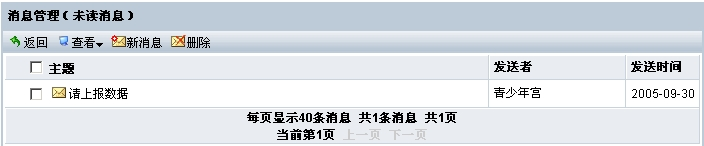 消息管理（未读消息）
返回 查看 新消息 删除
主题 发送者 发送时间
请上报数据 青少年宫 2005-09-30
每页显示40条消息 共1条消息 共1页
当前第1页 上一页 下一页